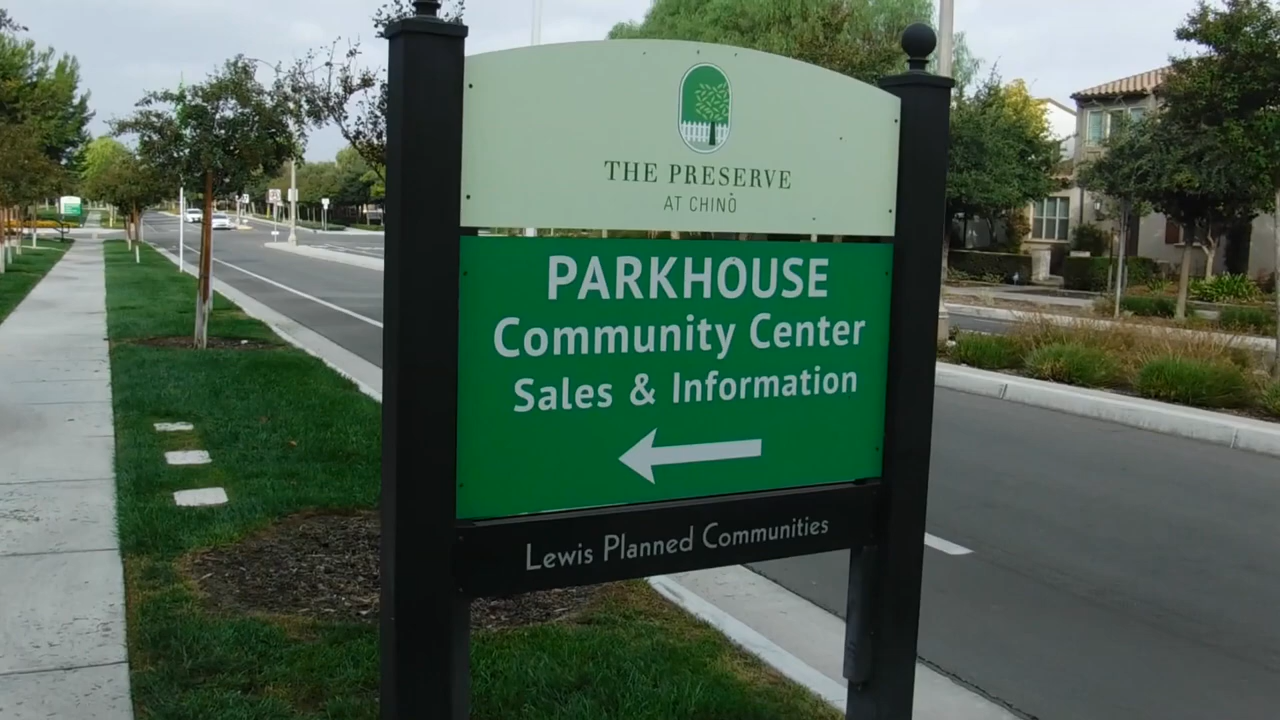 THE PRESERVE
AT CHINO
PARKHOUSE
Community Center
Sales & Information
Lewis Planned Communities